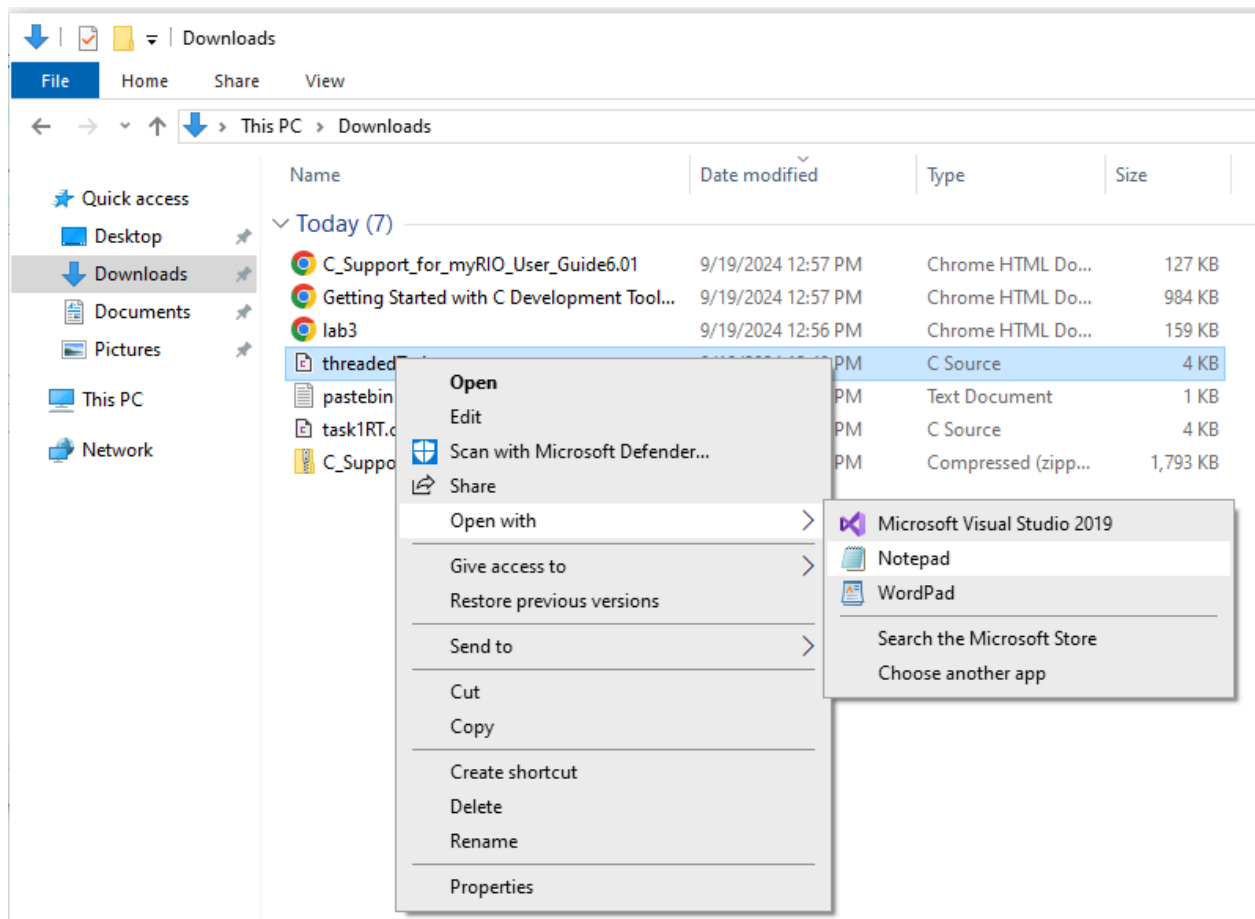 Downloads
File Home Share View
This PC > Downloads
Name Date modified Type Size
Quick access
Desktop
Downloads
Documents
Pictures
This PC
Network
Today (7)
C_Support_for_myRIO_User_Guide6.01 9/19/2024 12:57 PM Chrome HTML Do... 127 KB
Getting Started with C Development Tool... 9/19/2024 12:57 PM Chrome HTML Do... 984 KB
lab3 9/19/2024 12:56 PM Chrome HTML Do... 159 KB
threaded PM C Source 4 KB
pastebin PM Text Document 1 KB
task1RT.c PM C Source 4 KB
C_Suppo PM Compressed (zipp... 1,793 KB
Open
Edit
Scan with Microsoft Defender...
Share
Open with
Give access to
Restore previous versions
Send to
Cut
Copy
Create shortcut
Delete
Rename
Properties
Microsoft Visual Studio 2019
Notepad
WordPad
Search the Microsoft Store
Choose another app